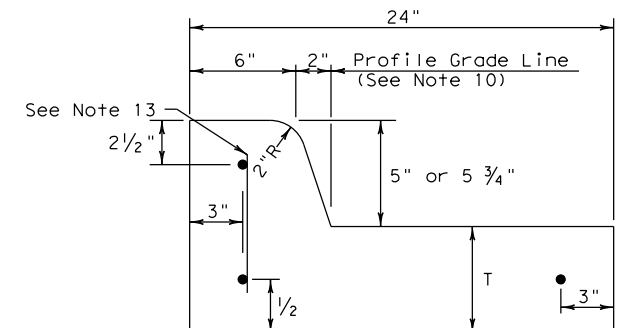 24"
6" 2" Profile Grade Line
(See Note 10)
See Note 13
2½"
2"R
5" or 5 ¾"
3"
T
½
3"